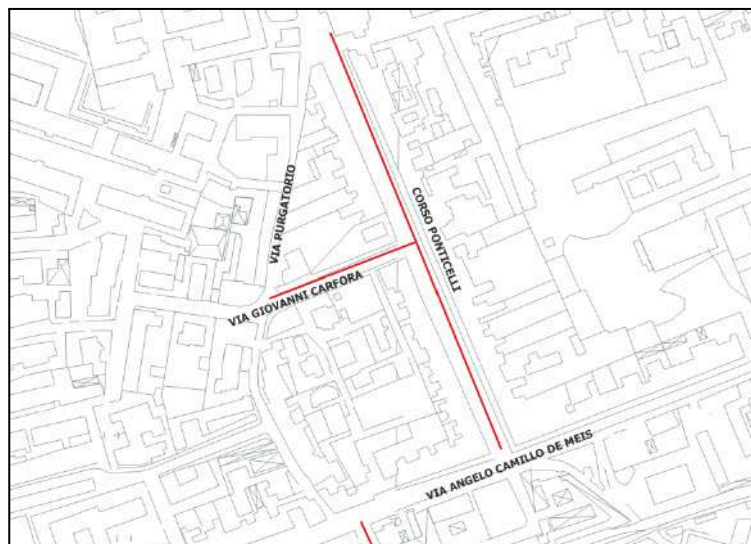 VIA PURGATORIO
CORSO PONTICELLI
VIA GIOVANNI CARFORA
VIA ANGELO CAMILLO DE MEIS